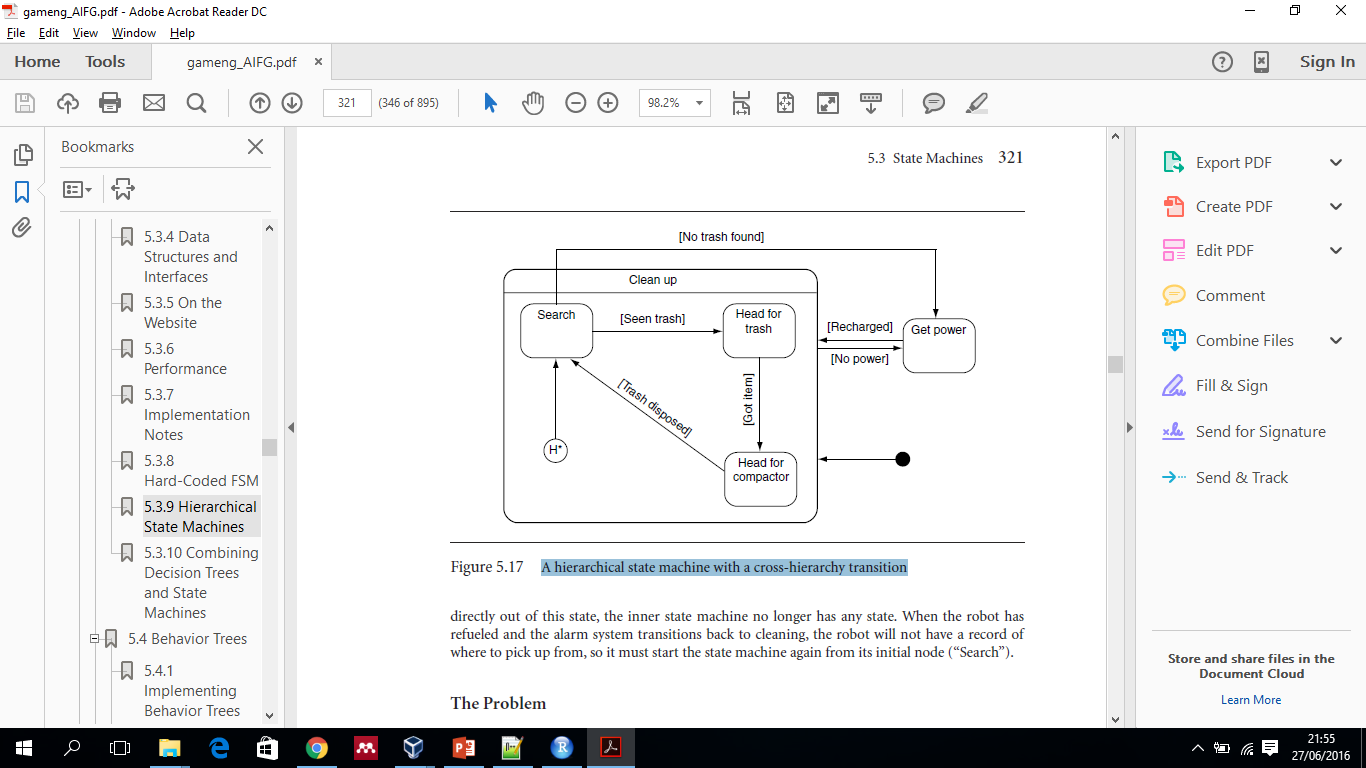 gameng_AIFG.pdf - Adobe Acrobat Reader DC
File Edit View Window Help
Home Tools gameng_AIFG.pdf × Sign In
321 (346 of 895) 98.2%
Bookmarks
5.3.4 Data
Structures and
Interfaces
5.3.5 On the
Website
5.3.6
Performance
5.3.7
Implementation
Notes
5.3.8
Hard-Coded FSM
5.3.9 Hierarchical
State Machines
5.3.10 Combining
Decision Trees
and State
Machines
5.4 Behavior Trees
5.4.1
Implementing
Behavior Trees
5.3 State Machines 321
[No trash found]
Clean up
Search
[Seen trash]
Head for
trash
[Recharged]
Get power
[No power]
[Trash disposed]
[Got item]
H*
Head for
compactor
Figure 5.17 A hierarchical state machine with a cross-hierarchy transition
directly out of this state, the inner state machine no longer has any state. When the robot has
refueled and the alarm system transitions back to cleaning, the robot will not have a record of
where to pick up from, so it must start the state machine again from its initial node (“Search”).
The Problem
Export PDF
Create PDF
Edit PDF
Comment
Combine Files
Fill & Sign
Send for Signature
Send & Track
Store and share files in the
Document Cloud
Learn More
21:55
27/06/2016